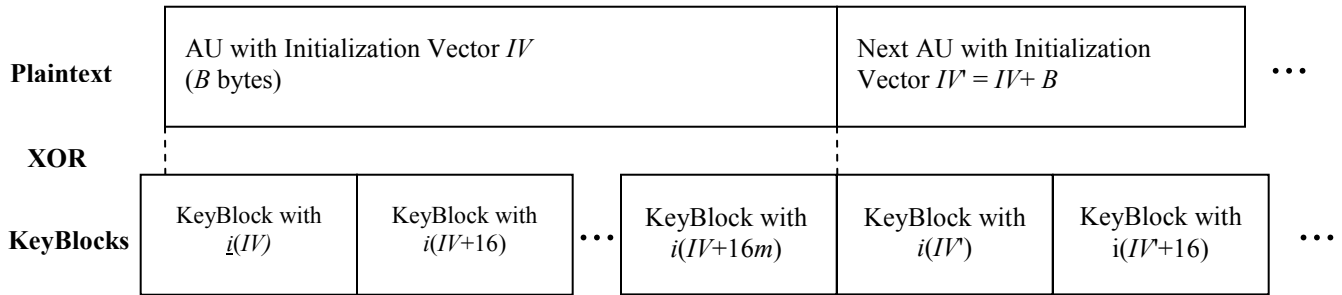 Plaintext
AU with Initialization Vector IV
(B bytes)
Next AU with Initialization
Vector IV' = IV+ B
...
XOR
KeyBlocks
KeyBlock with
i(IV)
KeyBlock with
i(IV+16)
...
KeyBlock with
i(IV+16m)
KeyBlock with
i(IV')
KeyBlock with
i(IV'+16)
...